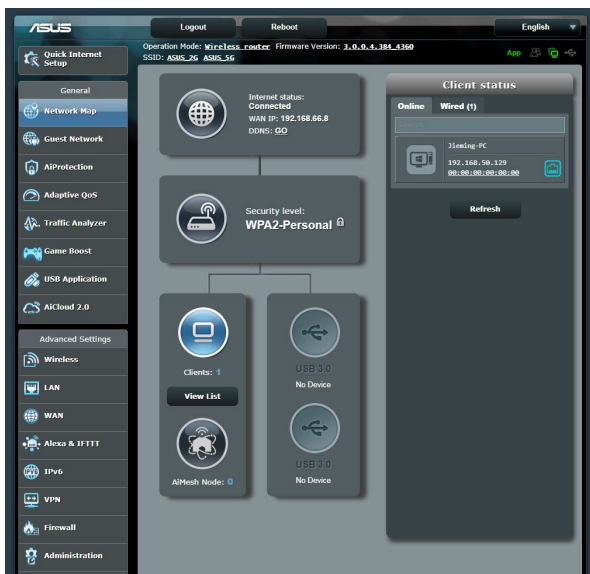 ASUS
Logout
Reboot
English
Operation Mode: Wireless router Firmware Version: 3.0.0.4.384_4360
SSID: ASUS_2G ASUS_5G
App
Quick Internet
Setup
General
Network Map
Guest Network
AiProtection
Adaptive QoS
Traffic Analyzer
Game Boost
USB Application
AiCloud 2.0
Advanced Settings
Wireless
LAN
WAN
Alexa & IFTTT
IPv6
VPN
Firewall
Administration
Internet status:
Connected
WAN IP: 192.168.66.8
DDNS: GO
Security level:
WPA2-Personal
Clients: 1
View List
AiMesh Node: 0
USB 3.0
No Device
USB 3.0
No Device
Client status
Online
Wired (1)
Jieming-PC
192.168.50.129
00:00:00:00:00:00
Refresh